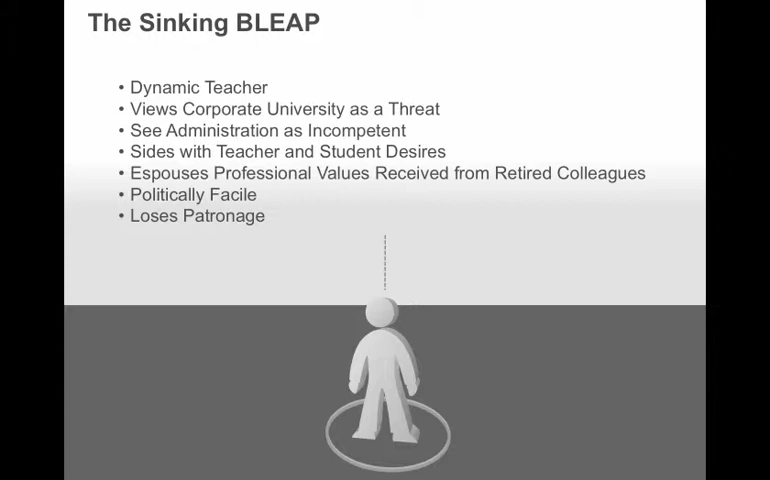 The Sinking BLEAP
• Dynamic Teacher
• Views Corporate University as a Threat
• See Administration as Incompetent
• Sides with Teacher and Student Desires
• Espouses Professional Values Received from Retired Colleagues
• Politically Facile
• Loses Patronage